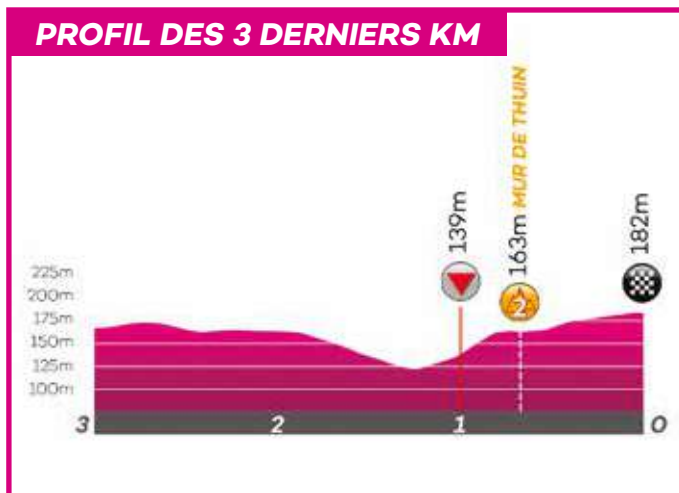 PROFIL DES 3 DERNIERS KM
139m
163m MUR DE THUIN
182m
2
225m
200m
175m
150m
125m
100m
3
2
1
0